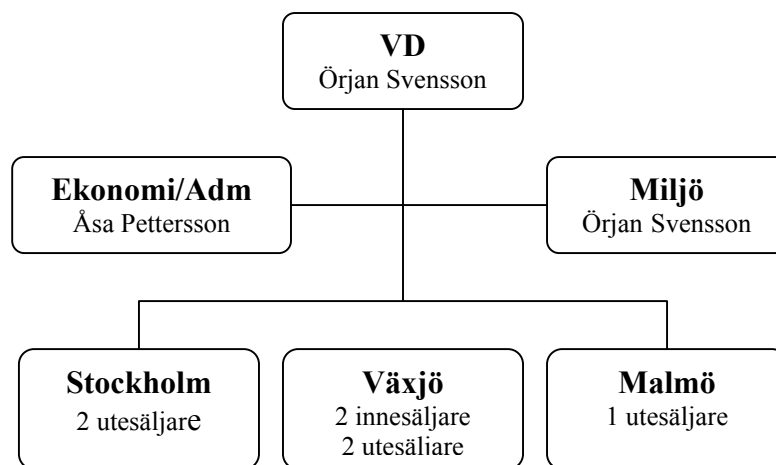 VD
Örjan Svensson
Ekonomi/Adm
Åsa Pettersson
Miljö
Örjan Svensson
Stockholm
2 utesäljare
Växjö
2 innesäljare
2 utesäljare
Malmö
1 utesäljare